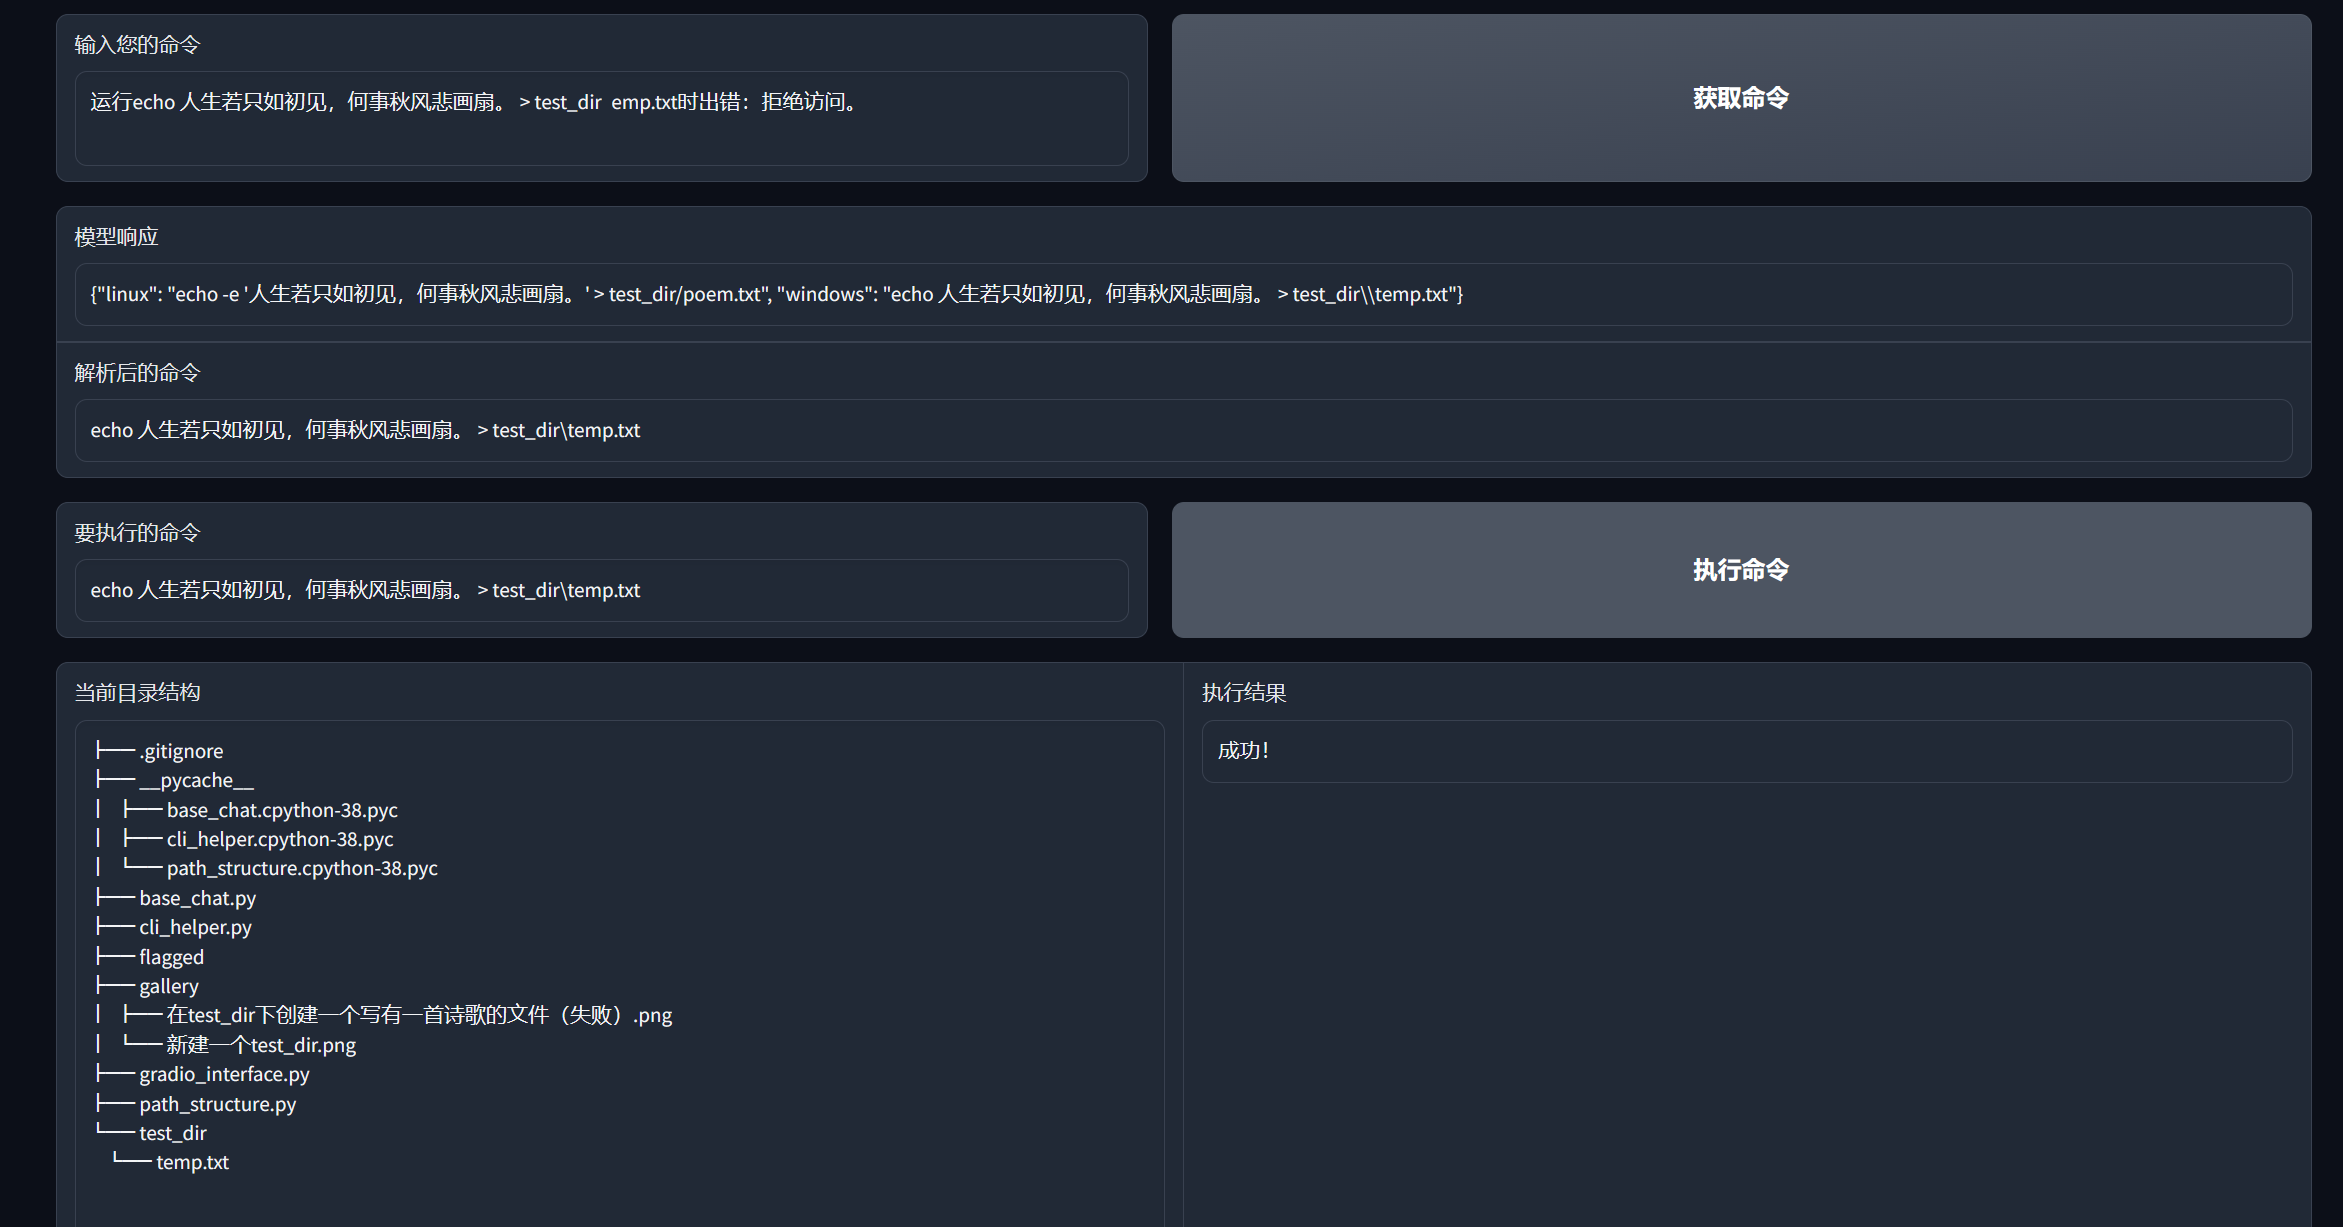 输入您的命令
运行echo 人生若只如初见，何事秋风悲画扇。 > test_dir  emp.txt时出错：拒绝访问。
获取命令
模型响应
{"linux": "echo -e '人生若只如初见，何事秋风悲画扇。' > test_dir/poem.txt", "windows": "echo 人生若只如初见，何事秋风悲画扇。 > test_dir\\temp.txt"}
解析后的命令
echo 人生若只如初见，何事秋风悲画扇。 > test_dir\temp.txt
要执行的命令
echo 人生若只如初见，何事秋风悲画扇。 > test_dir\temp.txt
执行命令
当前目录结构
├── .gitignore
├── __pycache__
│   ├── base_chat.cpython-38.pyc
│   ├── cli_helper.cpython-38.pyc
│   └── path_structure.cpython-38.pyc
├── base_chat.py
├── cli_helper.py
├── flagged
├── gallery
│   ├── 在test_dir下创建一个写有一首诗歌的文件（失败）.png
│   └── 新建一个test_dir.png
├── gradio_interface.py
├── path_structure.py
└── test_dir
    └── temp.txt
执行结果
成功！